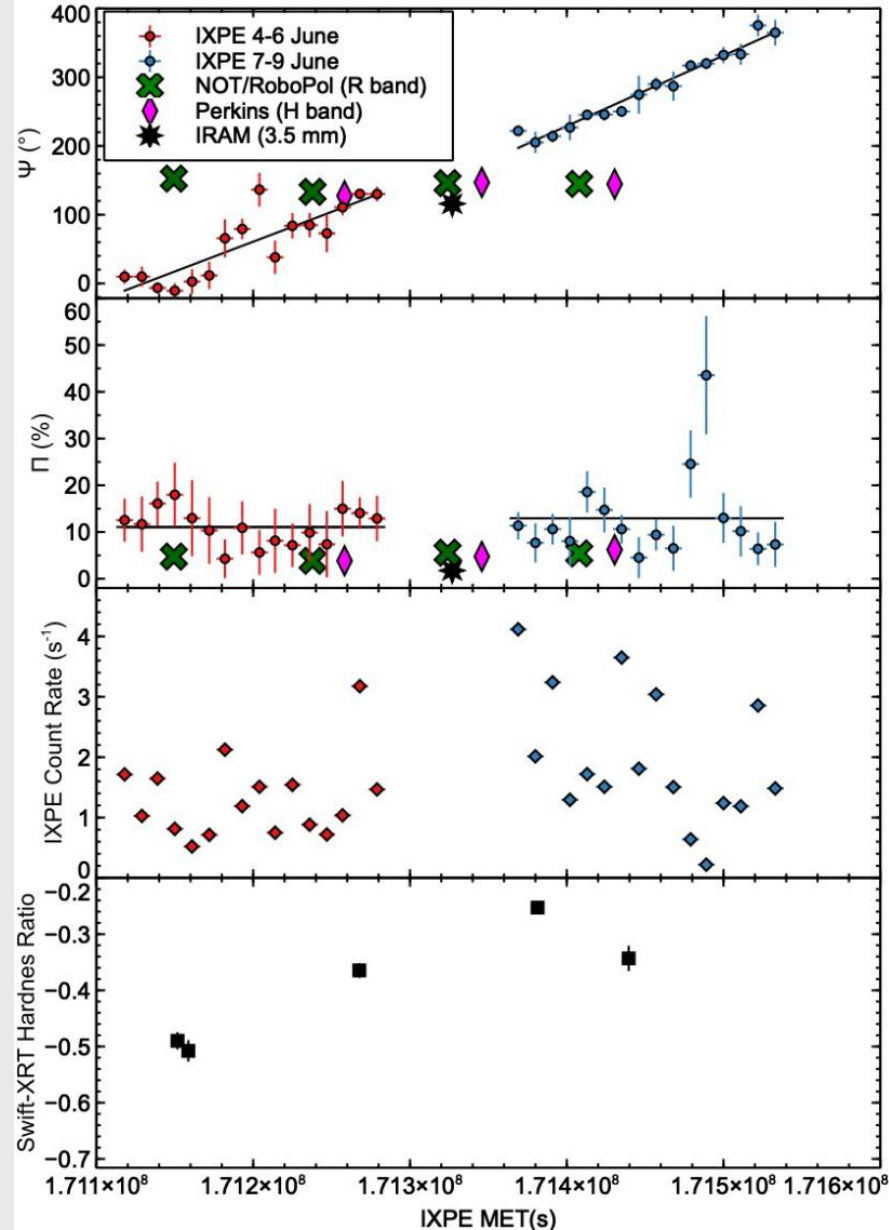 IXPE 4-6 June
IXPE 7-9 June
NOT/RoboPol (R band)
Perkins (H band)
IRAM (3.5 mm)
Ψ (°)
400
300
200
100
0
Π (%)
60
50
40
30
20
10
0
IXPE Count Rate (s⁻¹)
4
3
2
1
0
Swift-XRT Hardnes Ratio
-0.2
-0.3
-0.4
-0.5
-0.6
-0.7
1.711×10⁸ 1.712×10⁸ 1.713×10⁸ 1.714×10⁸ 1.715×10⁸ 1.716×10⁸
IXPE MET(s)